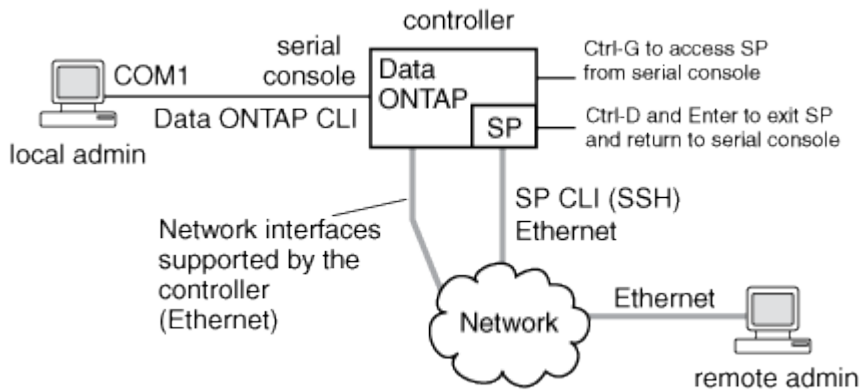 controller
serial
console
COM1
Data ONTAP CLI
local admin
Data
ONTAP
SP
Ctrl-G to access SP
from serial console
Ctrl-D and Enter to exit SP
and return to serial console
Network interfaces
supported by the
controller
(Ethernet)
SP CLI (SSH)
Ethernet
Network
Ethernet
remote admin